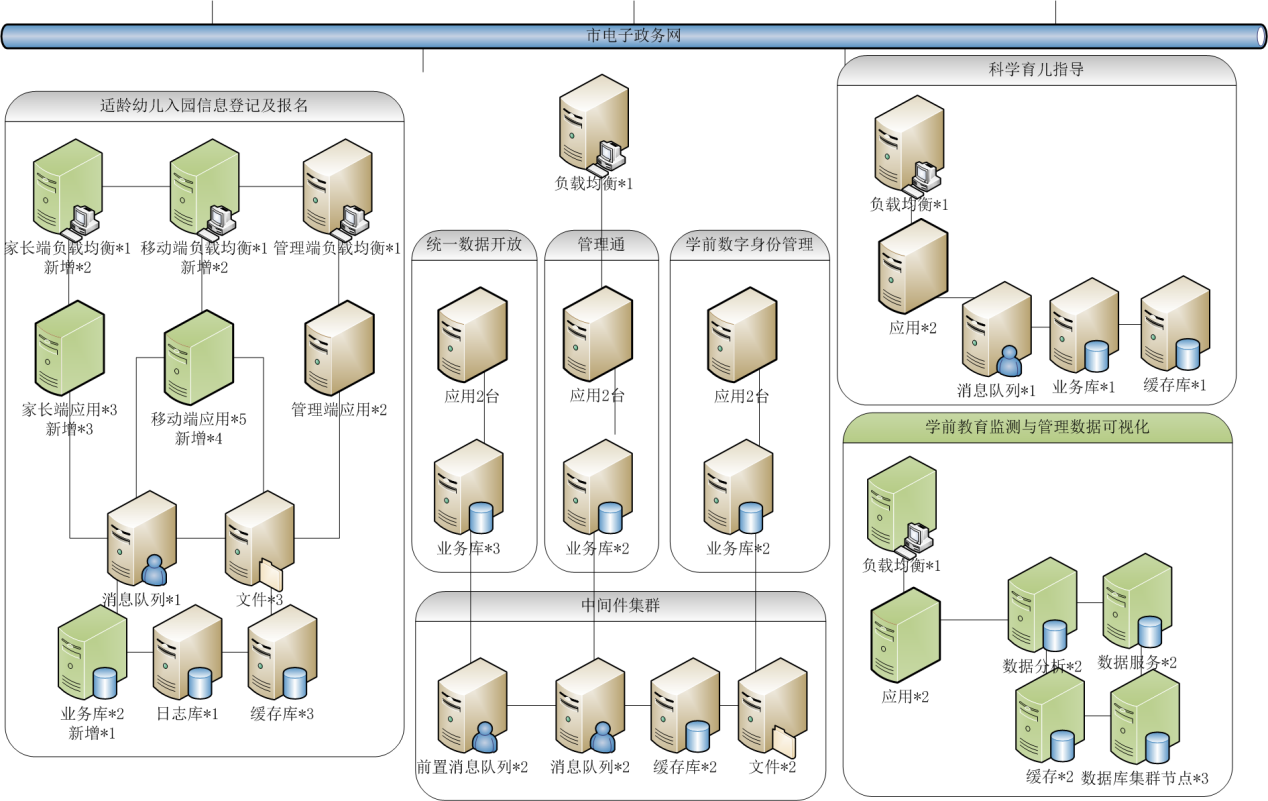 市电子政务网
适龄幼儿入园信息登记及报名
家长端负载均衡*1
新增*2
移动端负载均衡*1
新增*2
管理端负载均衡*1
家长端应用*3
新增*3
移动端应用*5
新增*4
管理端应用*2
消息队列*1
文件*3
业务库*2
新增*1
日志库*1
缓存库*3
负载均衡*1
统一数据开放
应用2台
业务库*3
管理通
应用2台
业务库*2
学前数字身份管理
应用2台
业务库*2
中间件集群
前置消息队列*2
消息队列*2
缓存库*2
文件*2
科学育儿指导
负载均衡*1
应用*2
消息队列*1
业务库*1
缓存库*1
学前教育监测与管理数据可视化
负载均衡*1
应用*2
数据分析*2
数据服务*2
缓存*2
数据库集群节点*3